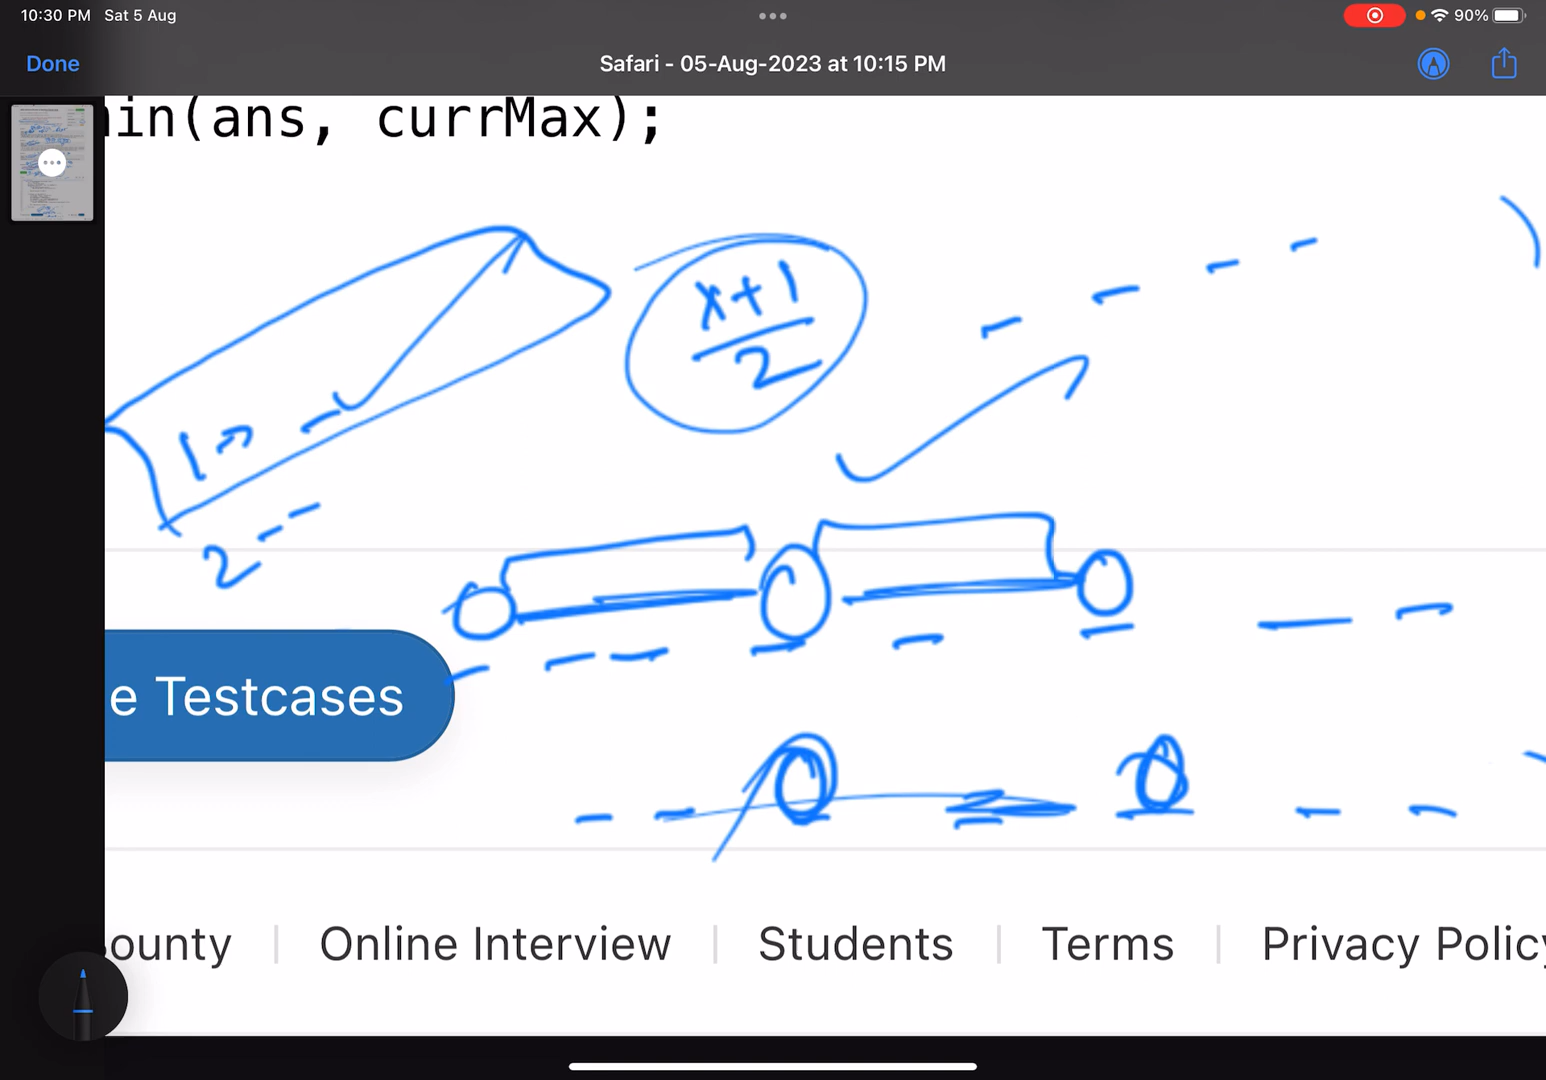 10:30 PM Sat 5 Aug
90%
Done
Safari - 05-Aug-2023 at 10:15 PM
in(ans, currMax);
x+1
2
1
2
e Testcases
ounty | Online Interview | Students | Terms | Privacy Policy